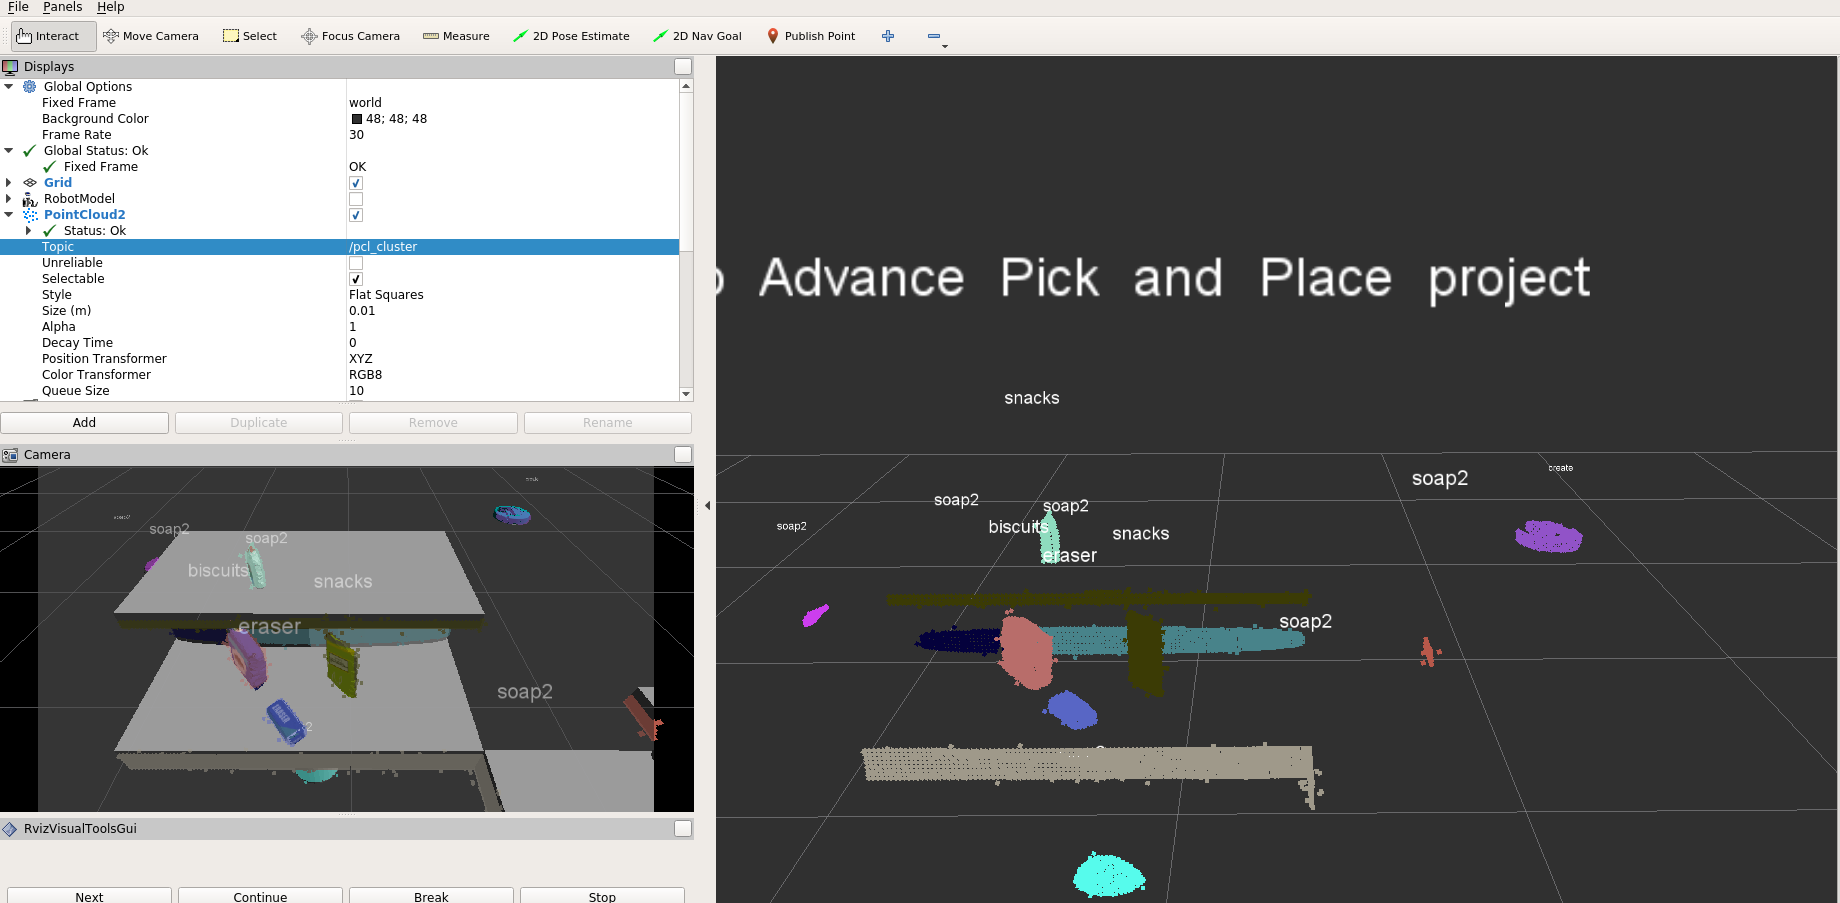 File Panels Help
Interact Move Camera Select Focus Camera Measure 2D Pose Estimate 2D Nav Goal Publish Point
Displays
Global Options
Fixed Frame world
Background Color 48; 48; 48
Frame Rate 30
Global Status: Ok
Fixed Frame OK
Grid
RobotModel
PointCloud2
Status: Ok
Topic /pcl_cluster
Unreliable
Selectable
Style Flat Squares
Size (m) 0.01
Alpha 1
Decay Time 0
Position Transformer XYZ
Color Transformer RGB8
Queue Size 10
Add Duplicate Remove Rename
Camera
soap2
soap2
soap2
biscuits
snacks
eraser
soap2
2
RvizVisualToolsGui
Next Continue Break Stop
Advance Pick and Place project
snacks
create
soap2
soap2
soap2
soap2
biscuits
snacks
eraser
soap2